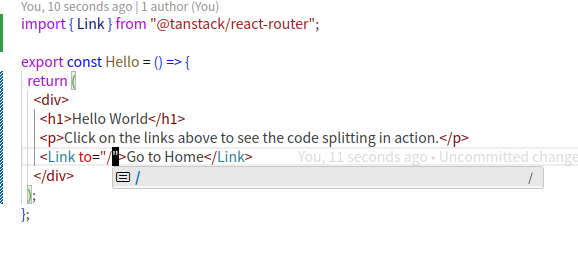 You, 10 seconds ago | 1 author (You)
import { Link } from "@tanstack/react-router";
export const Hello = () => {
return (
<div>
<h1>Hello World</h1>
<p>Click on the links above to see the code splitting in action.</p>
<Link to="/">Go to Home</Link> You, 11 seconds ago • Uncommitted change
</div>
/ /
);
};